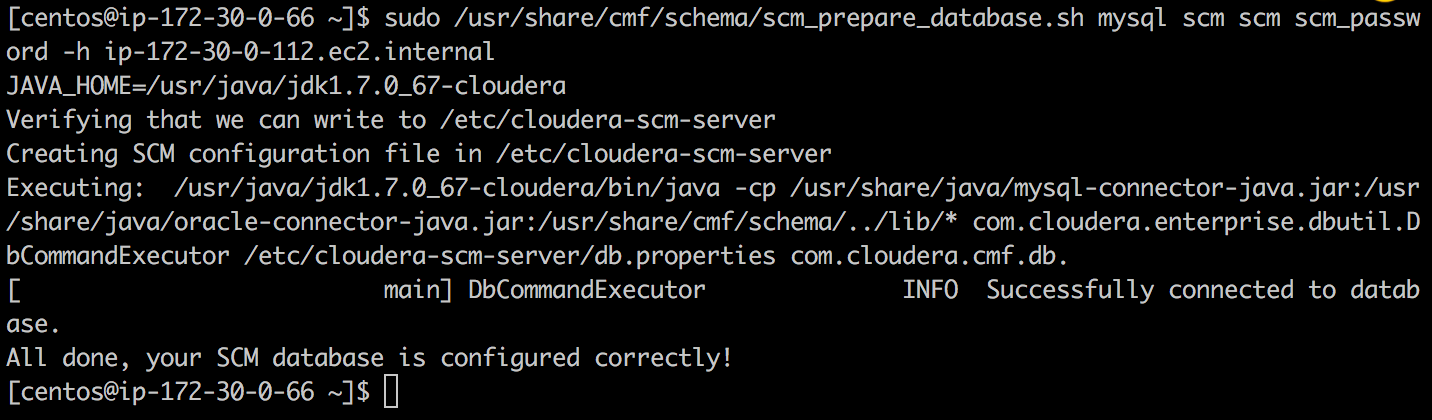 [centos@ip-172-30-0-66 ~]$ sudo /usr/share/cmf/schema/scm_prepare_database.sh mysql scm scm scm_passw
ord -h ip-172-30-0-112.ec2.internal
JAVA_HOME=/usr/java/jdk1.7.0_67-cloudera
Verifying that we can write to /etc/cloudera-scm-server
Creating SCM configuration file in /etc/cloudera-scm-server
Executing:  /usr/java/jdk1.7.0_67-cloudera/bin/java -cp /usr/share/java/mysql-connector-java.jar:/usr
/share/java/oracle-connector-java.jar:/usr/share/cmf/schema/../lib/* com.cloudera.enterprise.dbutil.D
bCommandExecutor /etc/cloudera-scm-server/db.properties com.cloudera.cmf.db.
[                          main] DbCommandExecutor              INFO  Successfully connected to datab
ase.
All done, your SCM database is configured correctly!
[centos@ip-172-30-0-66 ~]$